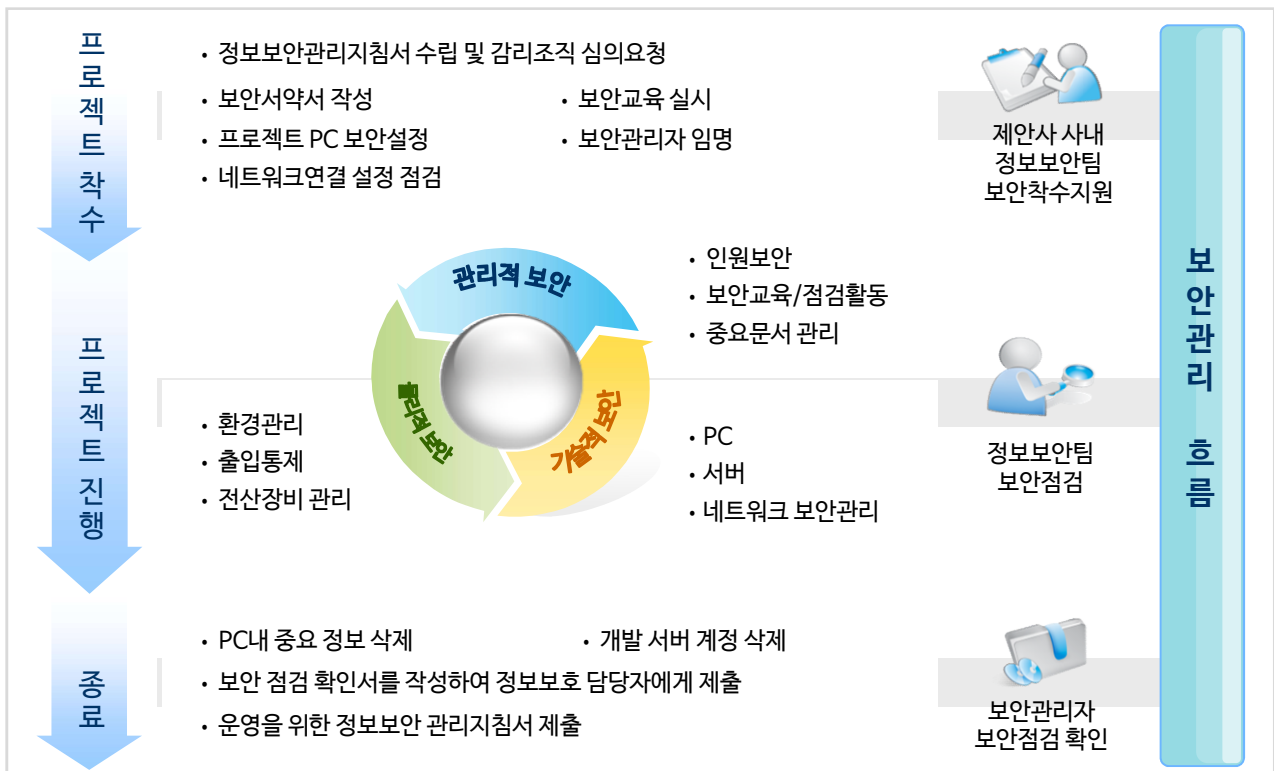 프로젝트 착수
• 정보보안관리지침서 수립 및 감리조직 심의요청
• 보안서약서 작성
• 보안교육 실시
• 프로젝트 PC 보안설정
• 보안관리자 임명
• 네트워크연결 설정 점검
제안사 사내
정보보안팀
보안착수지원
프로젝트 진행
관리적 보안
물리적 보안
기술적 보안
• 인원보안
• 보안교육/점검활동
• 중요문서 관리
• 환경관리
• 출입통제
• 전산장비 관리
• PC
• 서버
• 네트워크 보안관리
정보보안팀
보안점검
종료
• PC내 중요 정보 삭제
• 개발 서버 계정 삭제
• 보안 점검 확인서를 작성하여 정보보호 담당자에게 제출
• 운영을 위한 정보보안 관리지침서 제출
보안관리자
보안점검 확인
보안관리 흐름